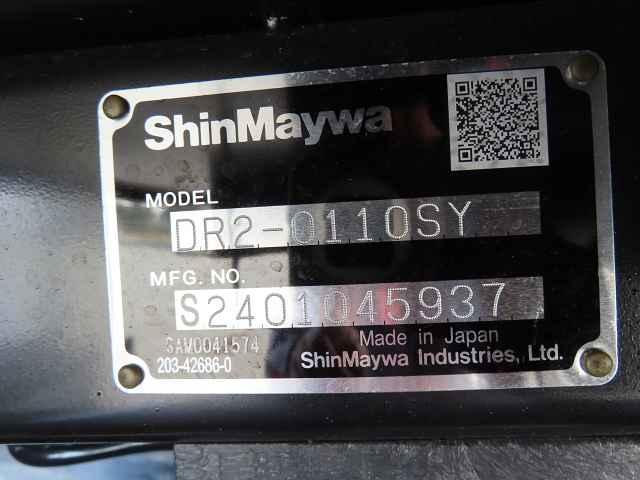 ShinMaywa
MODEL
DR2-0110SY
MFG. NO.
S2401045937
SAM0041574
203-42686-0
Made in Japan
ShinMaywa Industries, Ltd.